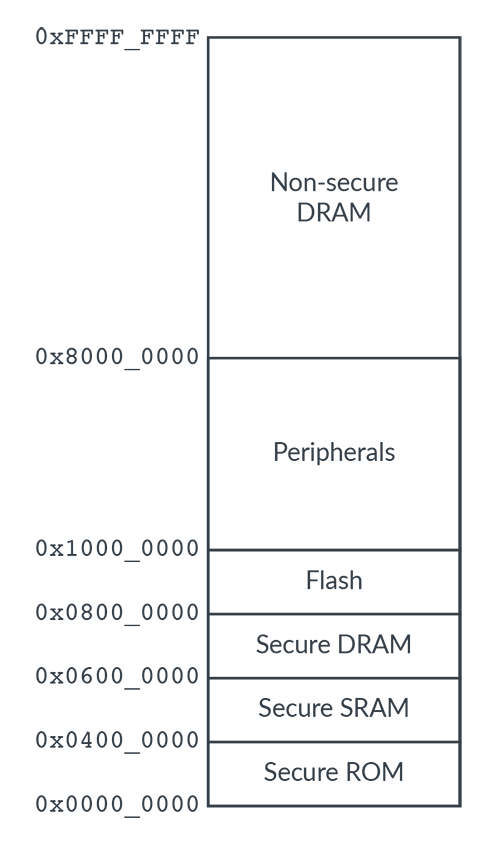 0xFFFF_FFFF
Non-secure
DRAM
0x8000_0000
Peripherals
0x1000_0000
Flash
0x0800_0000
Secure DRAM
0x0600_0000
Secure SRAM
0x0400_0000
Secure ROM
0x0000_0000